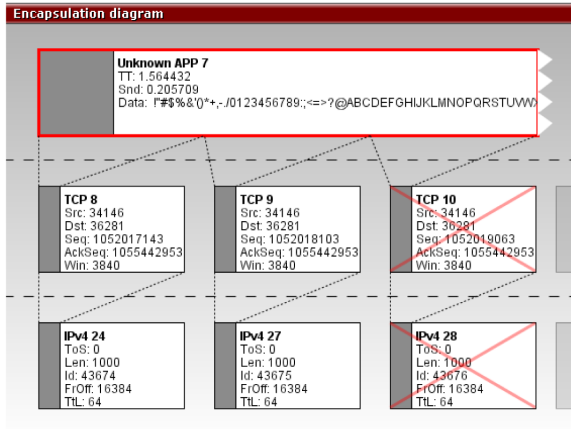 Encapsulation diagram
Unknown APP 7
TT: 1.564432
Snd: 0.205709
Data: !"#$%&'()*+,-./0123456789:;<=>?@ABCDEFGHIJKLMNOPQRSTUVWX
TCP 8
Src: 34146
Dst: 36281
Seq: 1052017143
AckSeq: 1055442953
Win: 3840
TCP 9
Src: 34146
Dst: 36281
Seq: 1052018103
AckSeq: 1055442953
Win: 3840
TCP 10
Src: 34146
Dst: 36281
Seq: 1052019063
AckSeq: 1055442953
Win: 3840
IPv4 24
ToS: 0
Len: 1000
Id: 43674
FrOff: 16384
TtL: 64
IPv4 27
ToS: 0
Len: 1000
Id: 43675
FrOff: 16384
TtL: 64
IPv4 28
ToS: 0
Len: 1000
Id: 43676
FrOff: 16384
TtL: 64